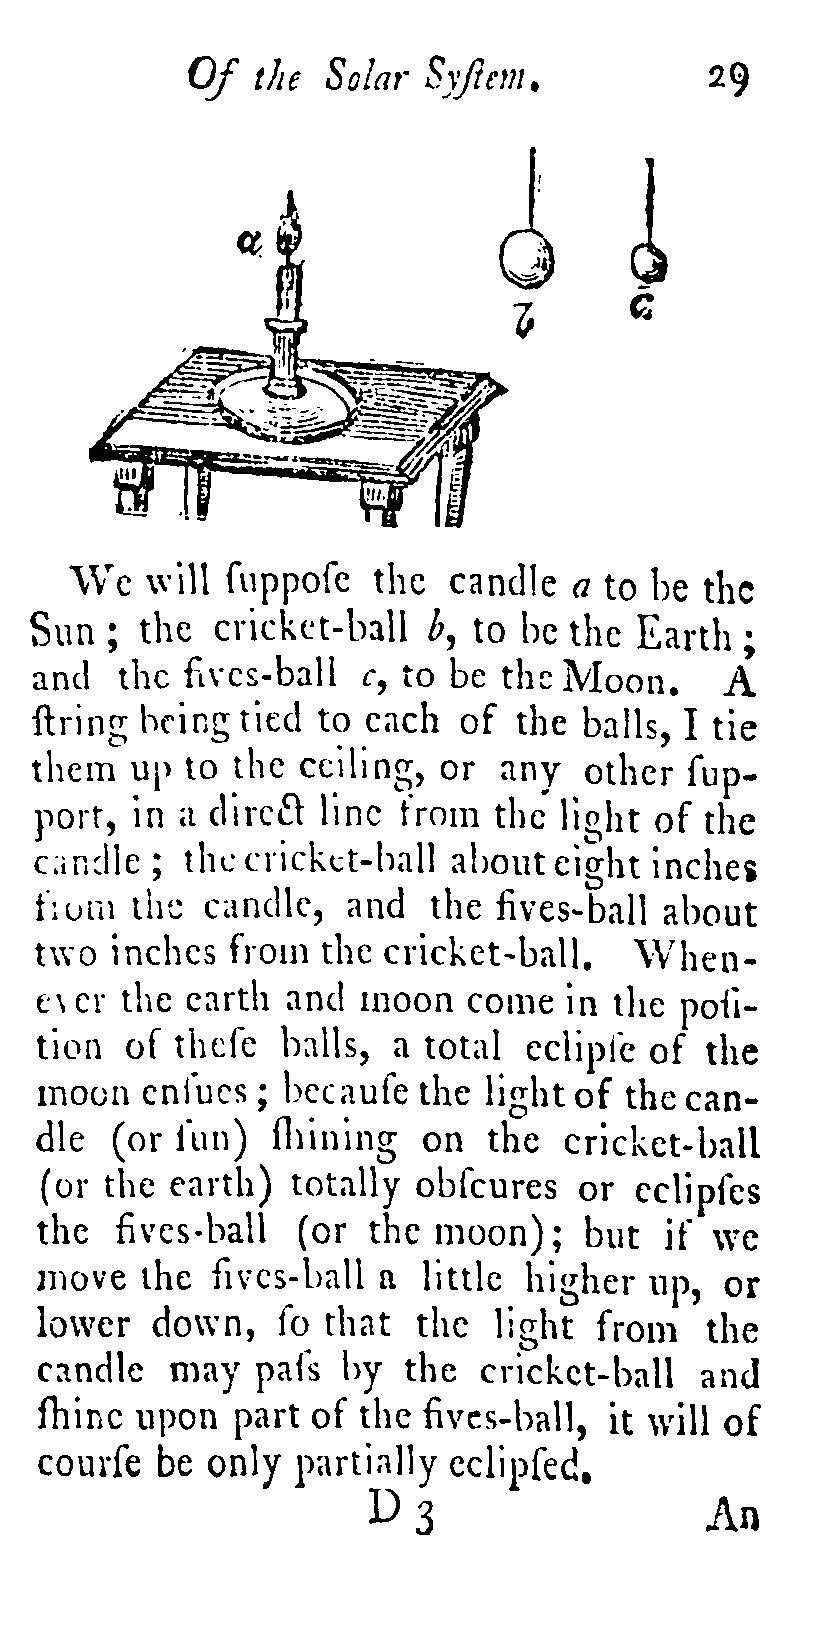 Of the Solar Syſtem. 29
a
b
c
We will ſuppoſe the candle a to be the
Sun ; the cricket-ball b, to be the Earth ;
and the fives-ball c, to be the Moon. A
ſtring being tied to each of the balls, I tie
them up to the ceiling, or any other ſup-
port, in a direct line from the light of the
candle ; the cricket-ball about eight inches
from the candle, and the fives-ball about
two inches from the cricket-ball. When-
ever the earth and moon come in the poſi-
tion of theſe balls, a total eclipſe of the
moon enſues ; becauſe the light of the can-
dle (or ſun) ſhining on the cricket-ball
(or the earth) totally obſcures or eclipſes
the fives-ball (or the moon) ; but if we
move the fives-ball a little higher up, or
lower down, ſo that the light from the
candle may paſs by the cricket-ball and
ſhine upon part of the fives-ball, it will of
courſe be only partially eclipſed.
D 3 An